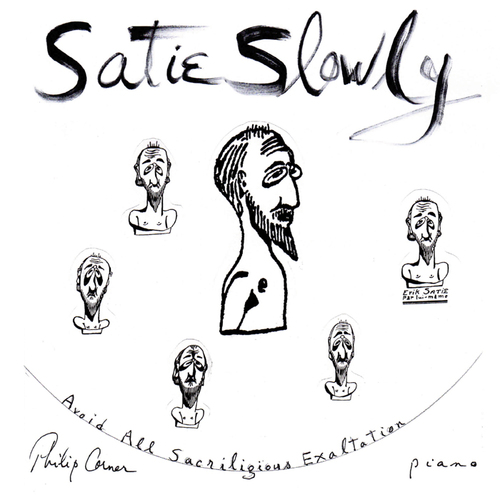 Satie Slowly
Erik SATIE
Par lui-même
Avoid All Sacriligious Exaltation
Philip Corner
piano